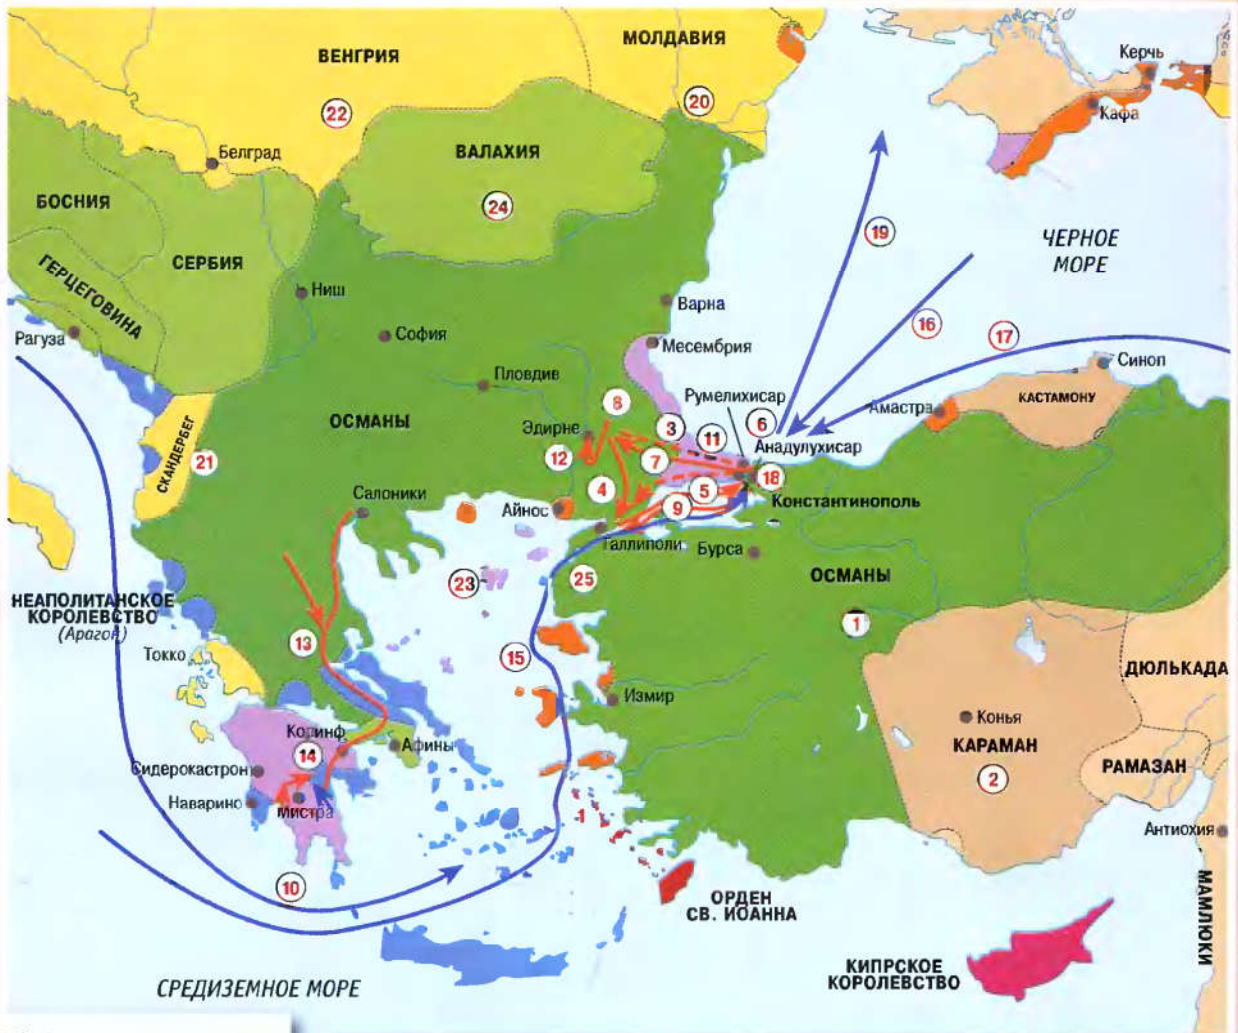 ВЕНГРИЯ
22
МОЛДАВИЯ
20
Керчь
Кафа
Белград
ВАЛАХИЯ
24
БОСНИЯ
ГЕРЦЕГОВИНА
СЕРБИЯ
19
ЧЕРНОЕ
МОРЕ
Рагуза
Ниш
София
Варна
Месембрия
16
17
Синоп
Пловдив
Румелихисар
КАСТАМОНУ
Амастра
СКАНДЕРБЕГ
21
ОСМАНЫ
8
Эдирне
3
11
6
Анадулухисар
12
7
18
4
5
9
Константинополь
Салоники
Айнос
Таллиполи
Бурса
23
25
ОСМАНЫ
НЕАПОЛИТАНСКОЕ
КОРОЛЕВСТВО
(Арагон)
1
13
15
Токко
ДЮЛЬКАДА
Измир
Конья
КАРАМАН
2
РАМАЗАН
Коринф
14
Афины
Сидерокастрон
Наварино
Мистра
1
Антиохия
10
ОРДЕН
СВ. ИОАННА
МАМЛЮКИ
КИПРСКОЕ
КОРОЛЕВСТВО
СРЕДИЗЕМНОЕ МОРЕ